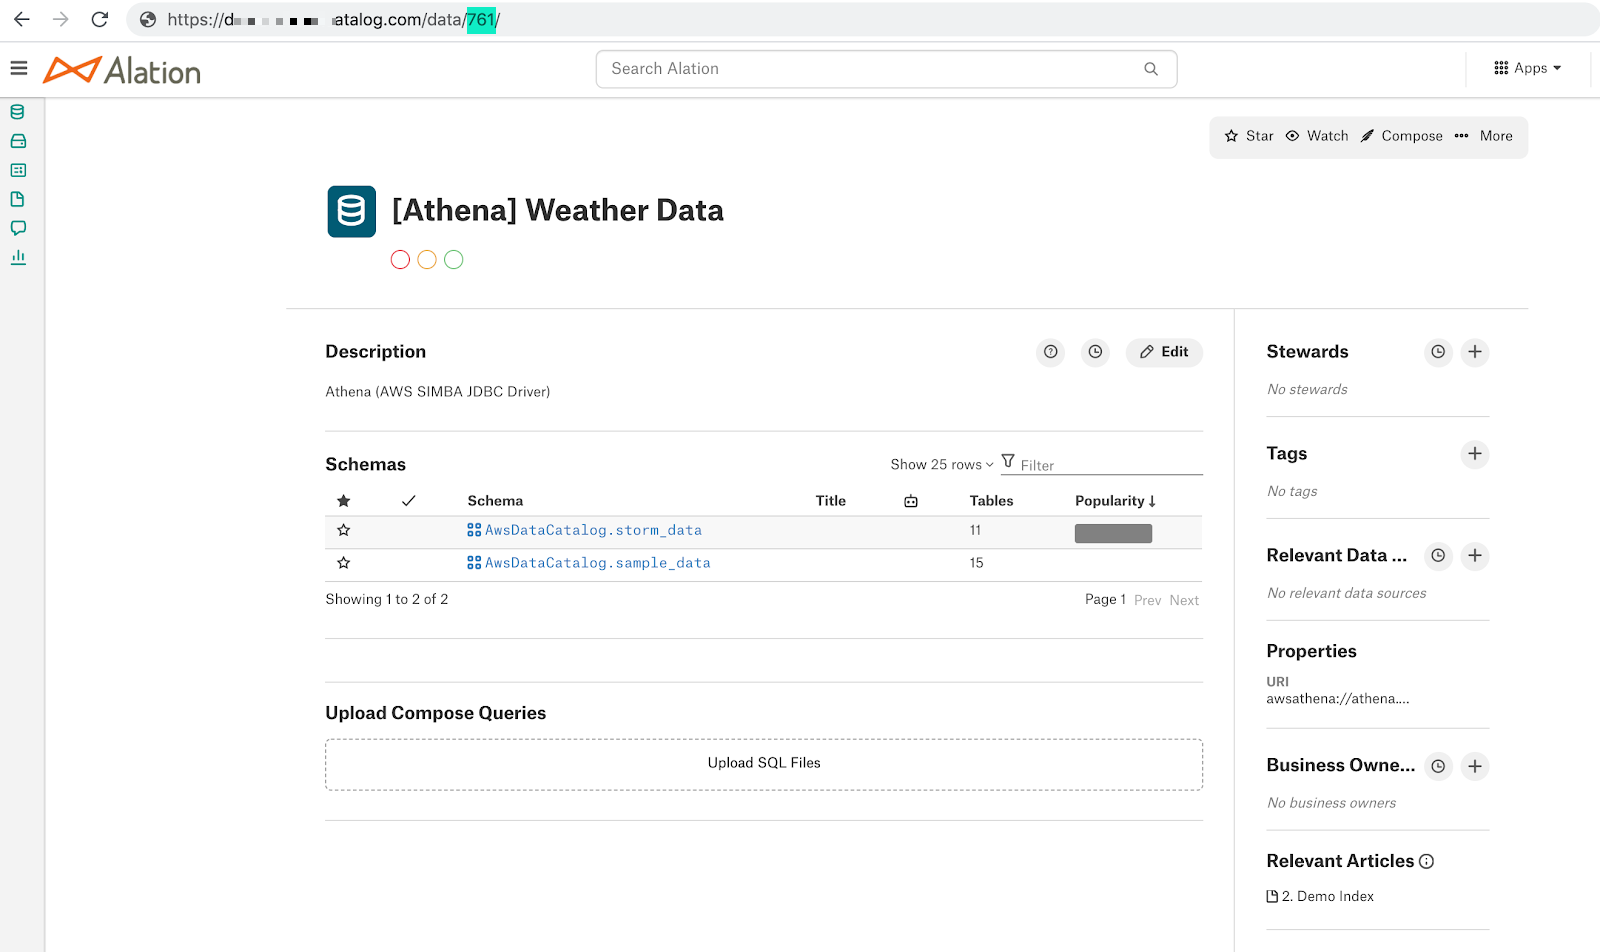 https://d atalog.com/data/761/
Alation
Search Alation
Apps
Star Watch Compose More
[Athena] Weather Data
Description
Edit
Athena (AWS SIMBA JDBC Driver)
Schemas
Show 25 rows
Filter
Schema Title Tables Popularity
AwsDataCatalog.storm_data 11
AwsDataCatalog.sample_data 15
Showing 1 to 2 of 2
Page 1 Prev Next
Upload Compose Queries
Upload SQL Files
Stewards
No stewards
Tags
No tags
Relevant Data ...
No relevant data sources
Properties
URI
awsathena://athena....
Business Owne...
No business owners
Relevant Articles
2. Demo Index